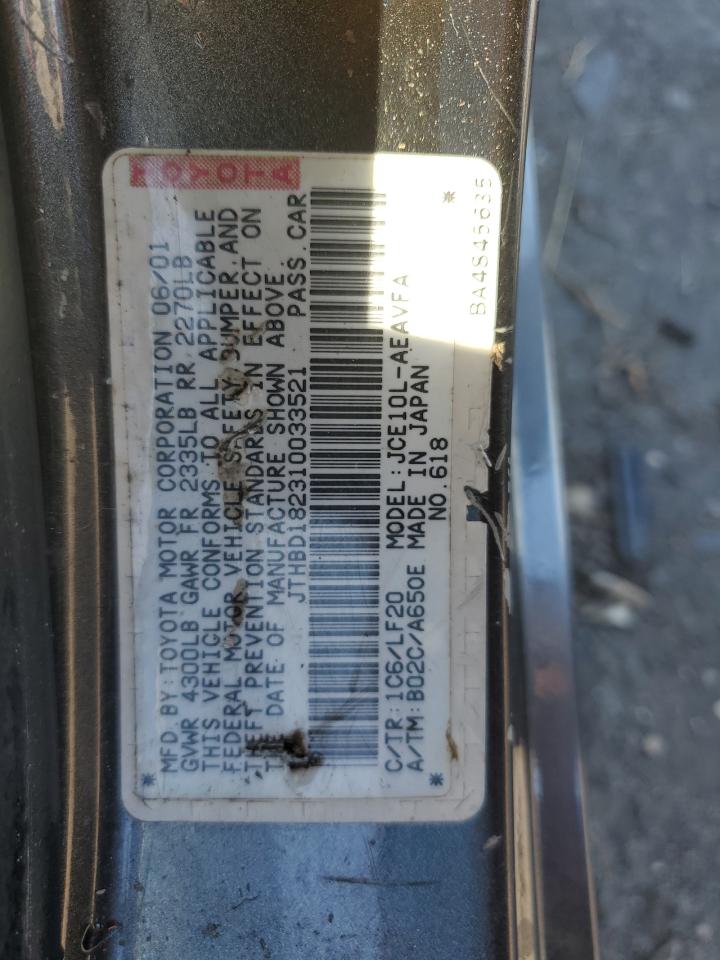 TOYOTA
MFD. BY: TOYOTA MOTOR CORPORATION 06/01
GVWR 4300LB GAWR FR 2335LB RR 2270LB
THIS VEHICLE CONFORMS TO ALL APPLICABLE
FEDERAL MOTOR VEHICLE SAFETY, BUMPER, AND
THEFT PREVENTION STANDARDS IN EFFECT ON
THE DATE OF MANUFACTURE SHOWN ABOVE.
JTHBD182310033521 PASS. CAR
C/TR: 1C6/LF20 MODEL: JCE10L-AEAVFA
A/TM: B02C/A650E MADE IN JAPAN
NO. 618
BA4S45635